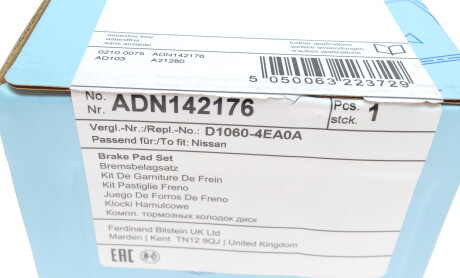 asbestos free
asbestfrei
sans amiante
further applications
weitere anwendungen
d'autres applications
0210 0075 ADN142176
AD103 A21280
5 050063 223729
No.
Nr. ADN142176
Pcs.
stck. 1
Vergl.-Nr.:/Repl.-No.: D1060-4EA0A
Passend für:/To fit: Nissan
Brake Pad Set
Bremsbelagsatz
Kit De Garniture De Frein
Kit Pastiglie Freno
Juego De Forros De Freno
Klocki Hamulcowe
Компл. тормозных колодок диск
Ferdinand Bilstein UK Ltd
Marden | Kent TN12 9QJ | United Kingdom
EAC